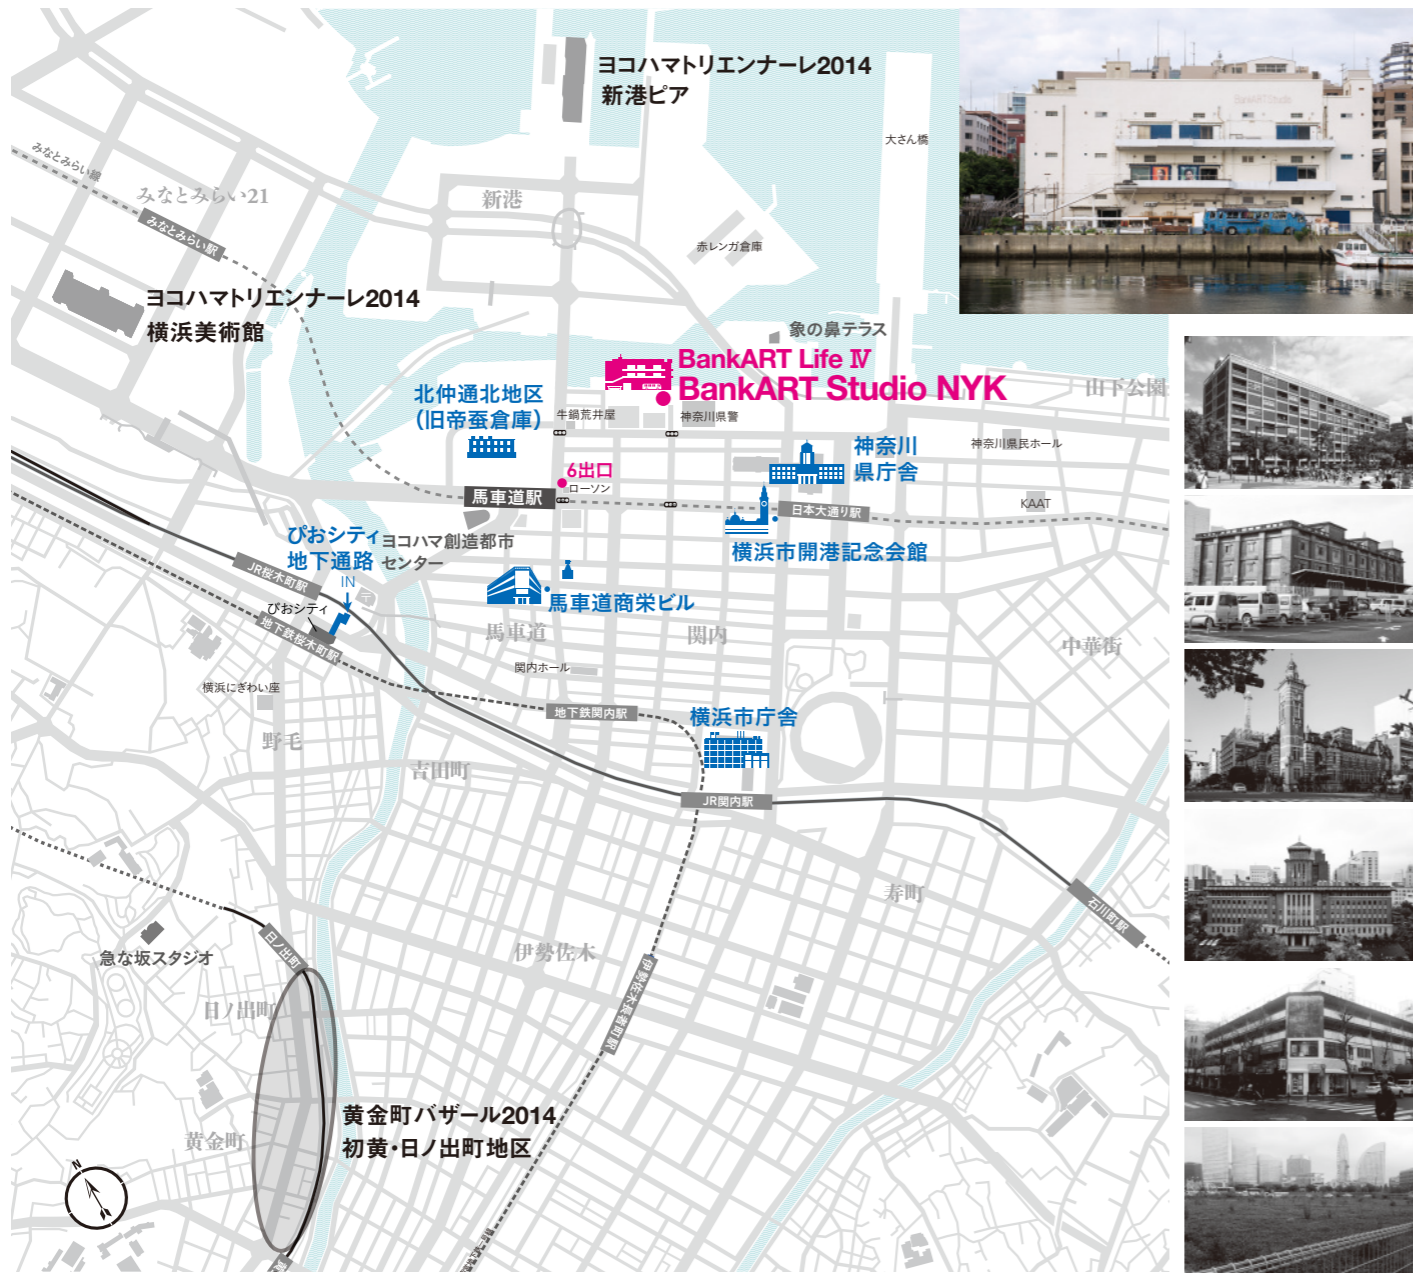 ヨコハマトリエンナーレ2014
新港ピア
大さん橋
BankART Studio
みなとみらい線
みなとみらい21
みなとみらい駅
新港
赤レンガ倉庫
ヨコハマトリエンナーレ2014
横浜美術館
象の鼻テラス
BankART Life Ⅳ
BankART Studio NYK
山下公園
北仲通北地区
（旧帝蚕倉庫）
牛鍋荒井屋
神奈川県警
神奈川
県庁舎
神奈川県民ホール
6出口
ローソン
馬車道駅
日本大通り駅
KAAT
ぴおシティ
地下通路
IN
ヨコハマ創造都市
センター
横浜市開港記念会館
JR桜木町駅
ぴおシティ
地下鉄桜木町駅
馬車道商栄ビル
馬車道
関内
中華街
関内ホール
横浜にぎわい座
地下鉄関内駅
横浜市庁舎
野毛
吉田町
JR関内駅
寿町
石川町駅
急な坂スタジオ
日ノ出町
伊勢佐木
伊勢佐木長者町駅
日ノ出町
黄金町バザール2014
初黄・日ノ出町地区
黄金町
N